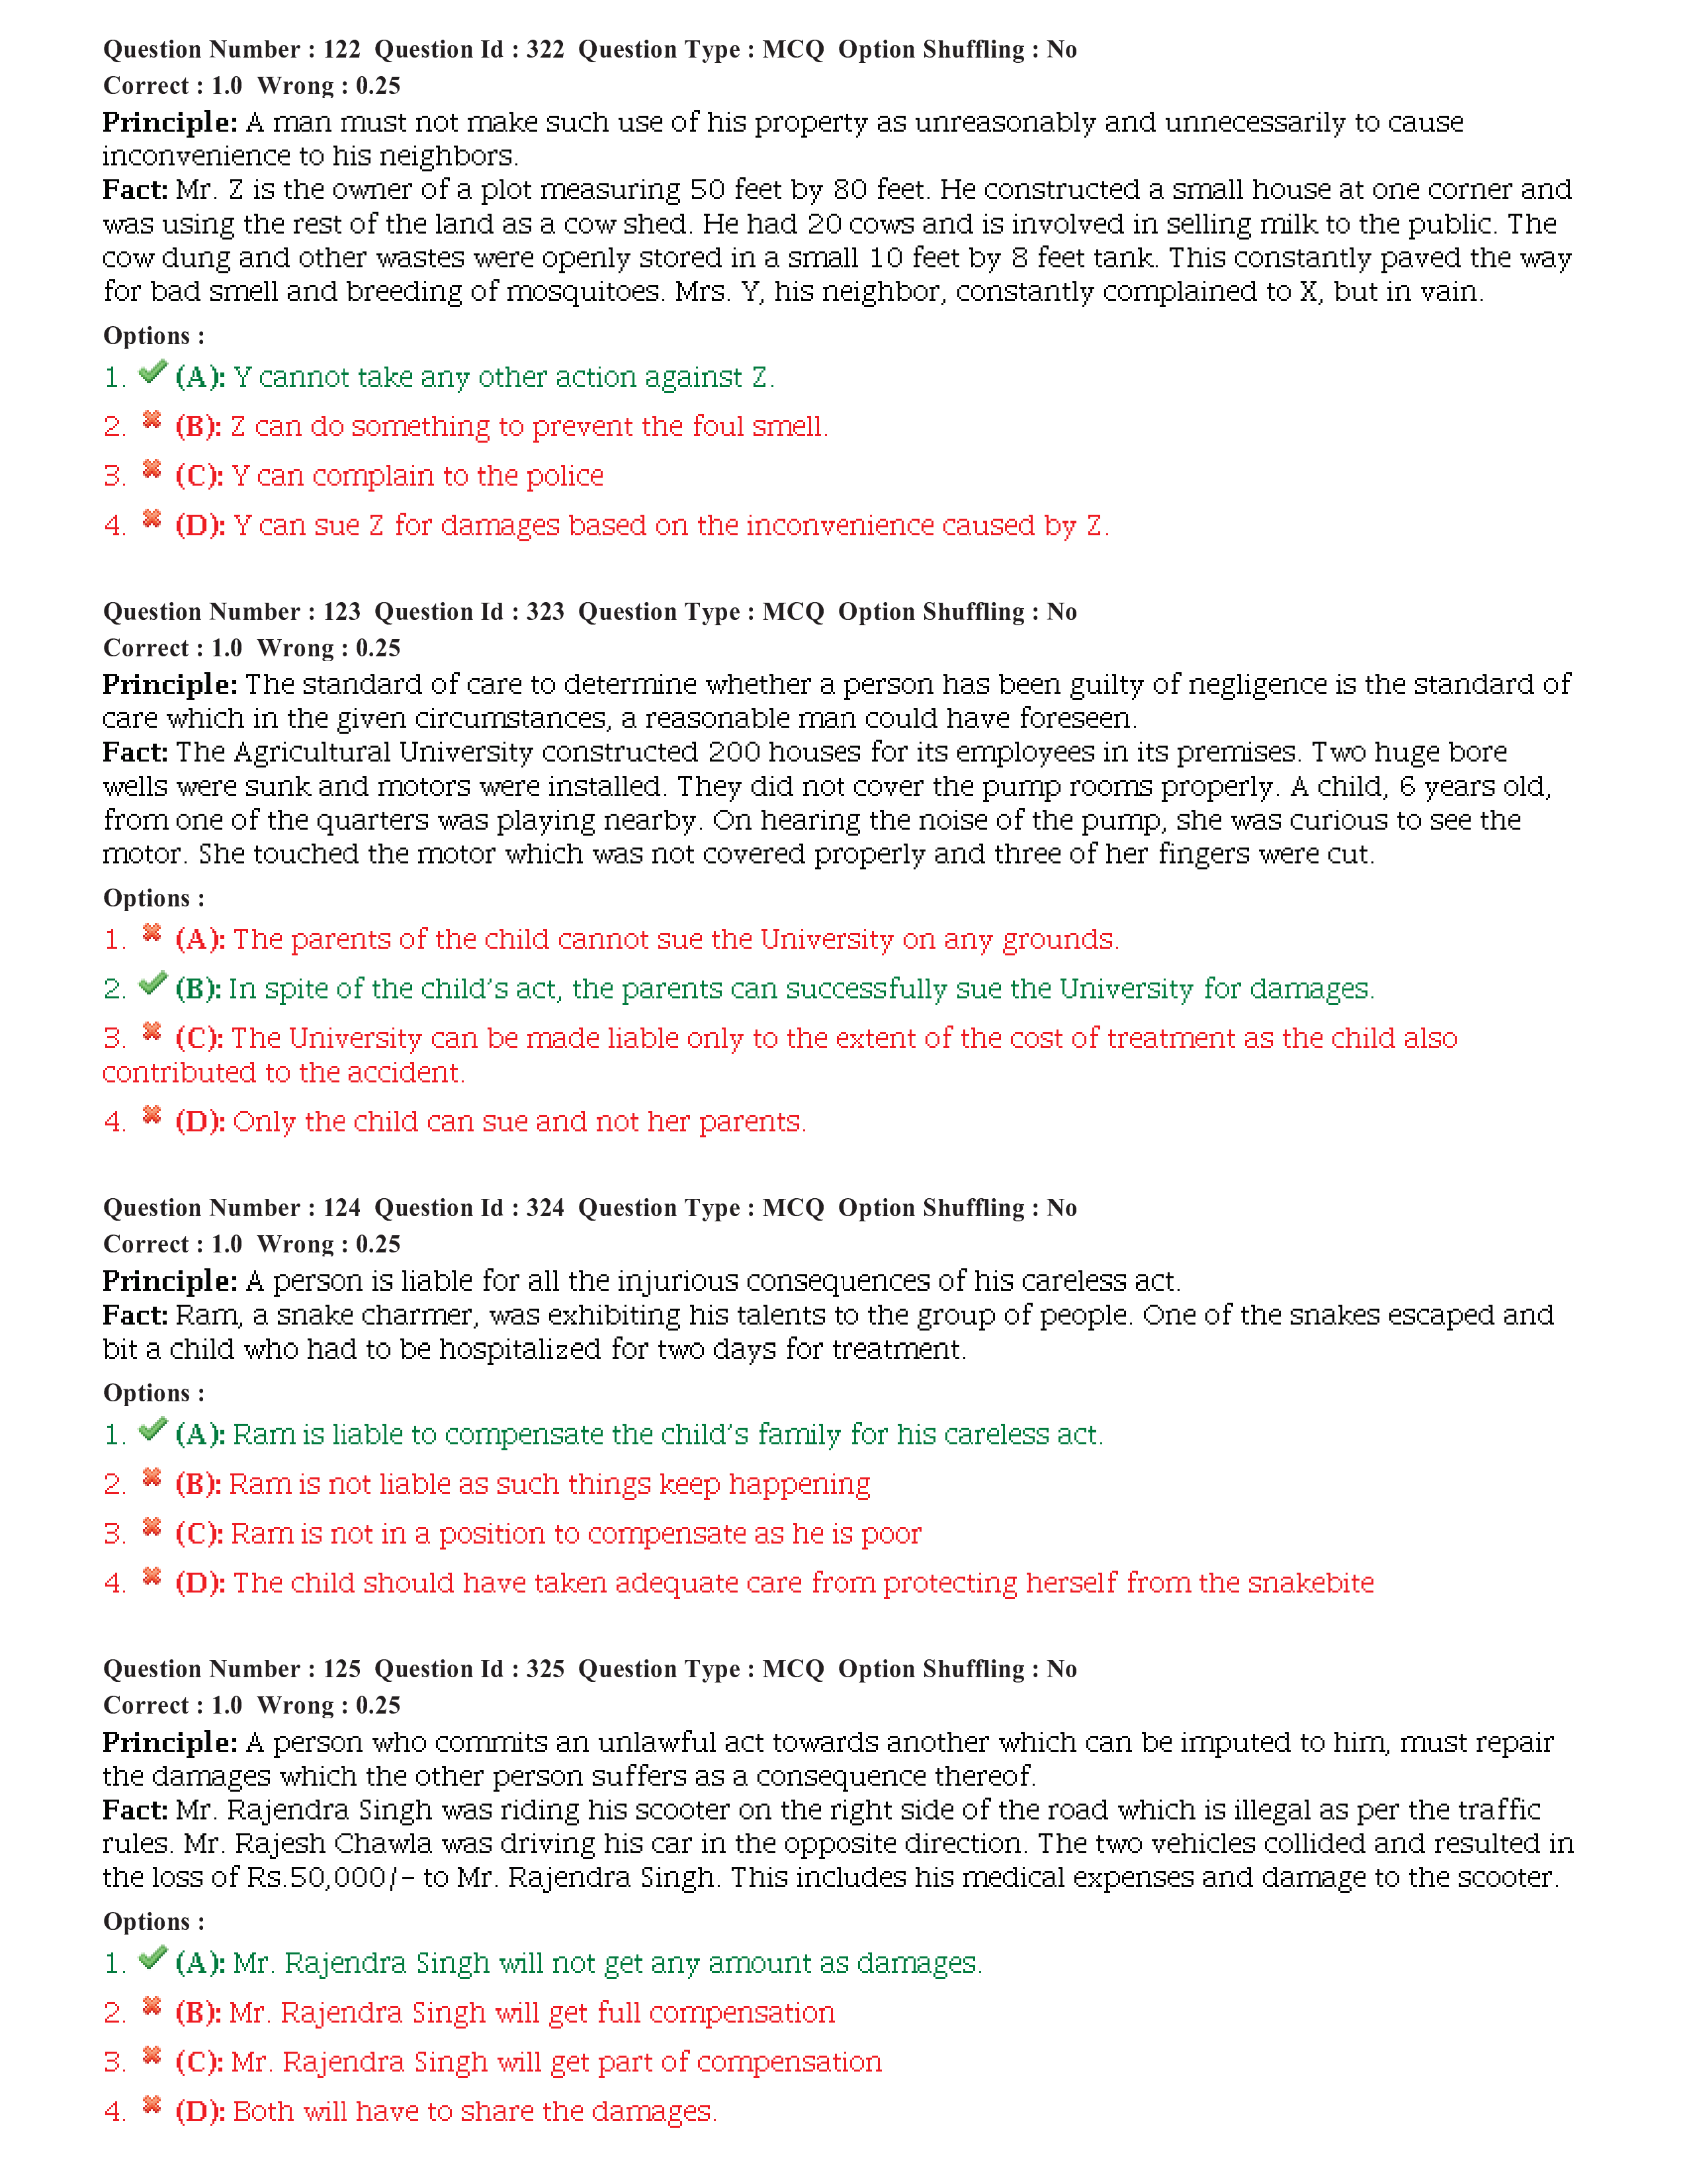 Question Number : 122 Question Id : 322 Question Type : MCQ Option Shuffling : No
Correct : 1.0 Wrong : 0.25
Principle: A man must not make such use of his property as unreasonably and unnecessarily to cause
inconvenience to his neighbors.
Fact: Mr. Z is the owner of a plot measuring 50 feet by 80 feet. He constructed a small house at one corner and
was using the rest of the land as a cow shed. He had 20 cows and is involved in selling milk to the public. The
cow dung and other wastes were openly stored in a small 10 feet by 8 feet tank. This constantly paved the way
for bad smell and breeding of mosquitoes. Mrs. Y, his neighbor, constantly complained to X, but in vain.
Options :
1. (A): Y cannot take any other action against Z.
2. (B): Z can do something to prevent the foul smell.
3. (C): Y can complain to the police
4. (D): Y can sue Z for damages based on the inconvenience caused by Z.
Question Number : 123 Question Id : 323 Question Type : MCQ Option Shuffling : No
Correct : 1.0 Wrong : 0.25
Principle: The standard of care to determine whether a person has been guilty of negligence is the standard of
care which in the given circumstances, a reasonable man could have foreseen.
Fact: The Agricultural University constructed 200 houses for its employees in its premises. Two huge bore
wells were sunk and motors were installed. They did not cover the pump rooms properly. A child, 6 years old,
from one of the quarters was playing nearby. On hearing the noise of the pump, she was curious to see the
motor. She touched the motor which was not covered properly and three of her fingers were cut.
Options :
1. (A): The parents of the child cannot sue the University on any grounds.
2. (B): In spite of the child's act, the parents can successfully sue the University for damages.
3. (C): The University can be made liable only to the extent of the cost of treatment as the child also
contributed to the accident.
4. (D): Only the child can sue and not her parents.
Question Number : 124 Question Id : 324 Question Type : MCQ Option Shuffling : No
Correct : 1.0 Wrong : 0.25
Principle: A person is liable for all the injurious consequences of his careless act.
Fact: Ram, a snake charmer, was exhibiting his talents to the group of people. One of the snakes escaped and
bit a child who had to be hospitalized for two days for treatment.
Options :
1. (A): Ram is liable to compensate the child's family for his careless act.
2. (B): Ram is not liable as such things keep happening
3. (C): Ram is not in a position to compensate as he is poor
4. (D): The child should have taken adequate care from protecting herself from the snakebite
Question Number : 125 Question Id : 325 Question Type : MCQ Option Shuffling : No
Correct : 1.0 Wrong : 0.25
Principle: A person who commits an unlawful act towards another which can be imputed to him, must repair
the damages which the other person suffers as a consequence thereof.
Fact: Mr. Rajendra Singh was riding his scooter on the right side of the road which is illegal as per the traffic
rules. Mr. Rajesh Chawla was driving his car in the opposite direction. The two vehicles collided and resulted in
the loss of Rs.50,000/- to Mr. Rajendra Singh. This includes his medical expenses and damage to the scooter.
Options :
1. (A): Mr. Rajendra Singh will not get any amount as damages.
2. (B): Mr. Rajendra Singh will get full compensation
3. (C): Mr. Rajendra Singh will get part of compensation
4. (D): Both will have to share the damages.